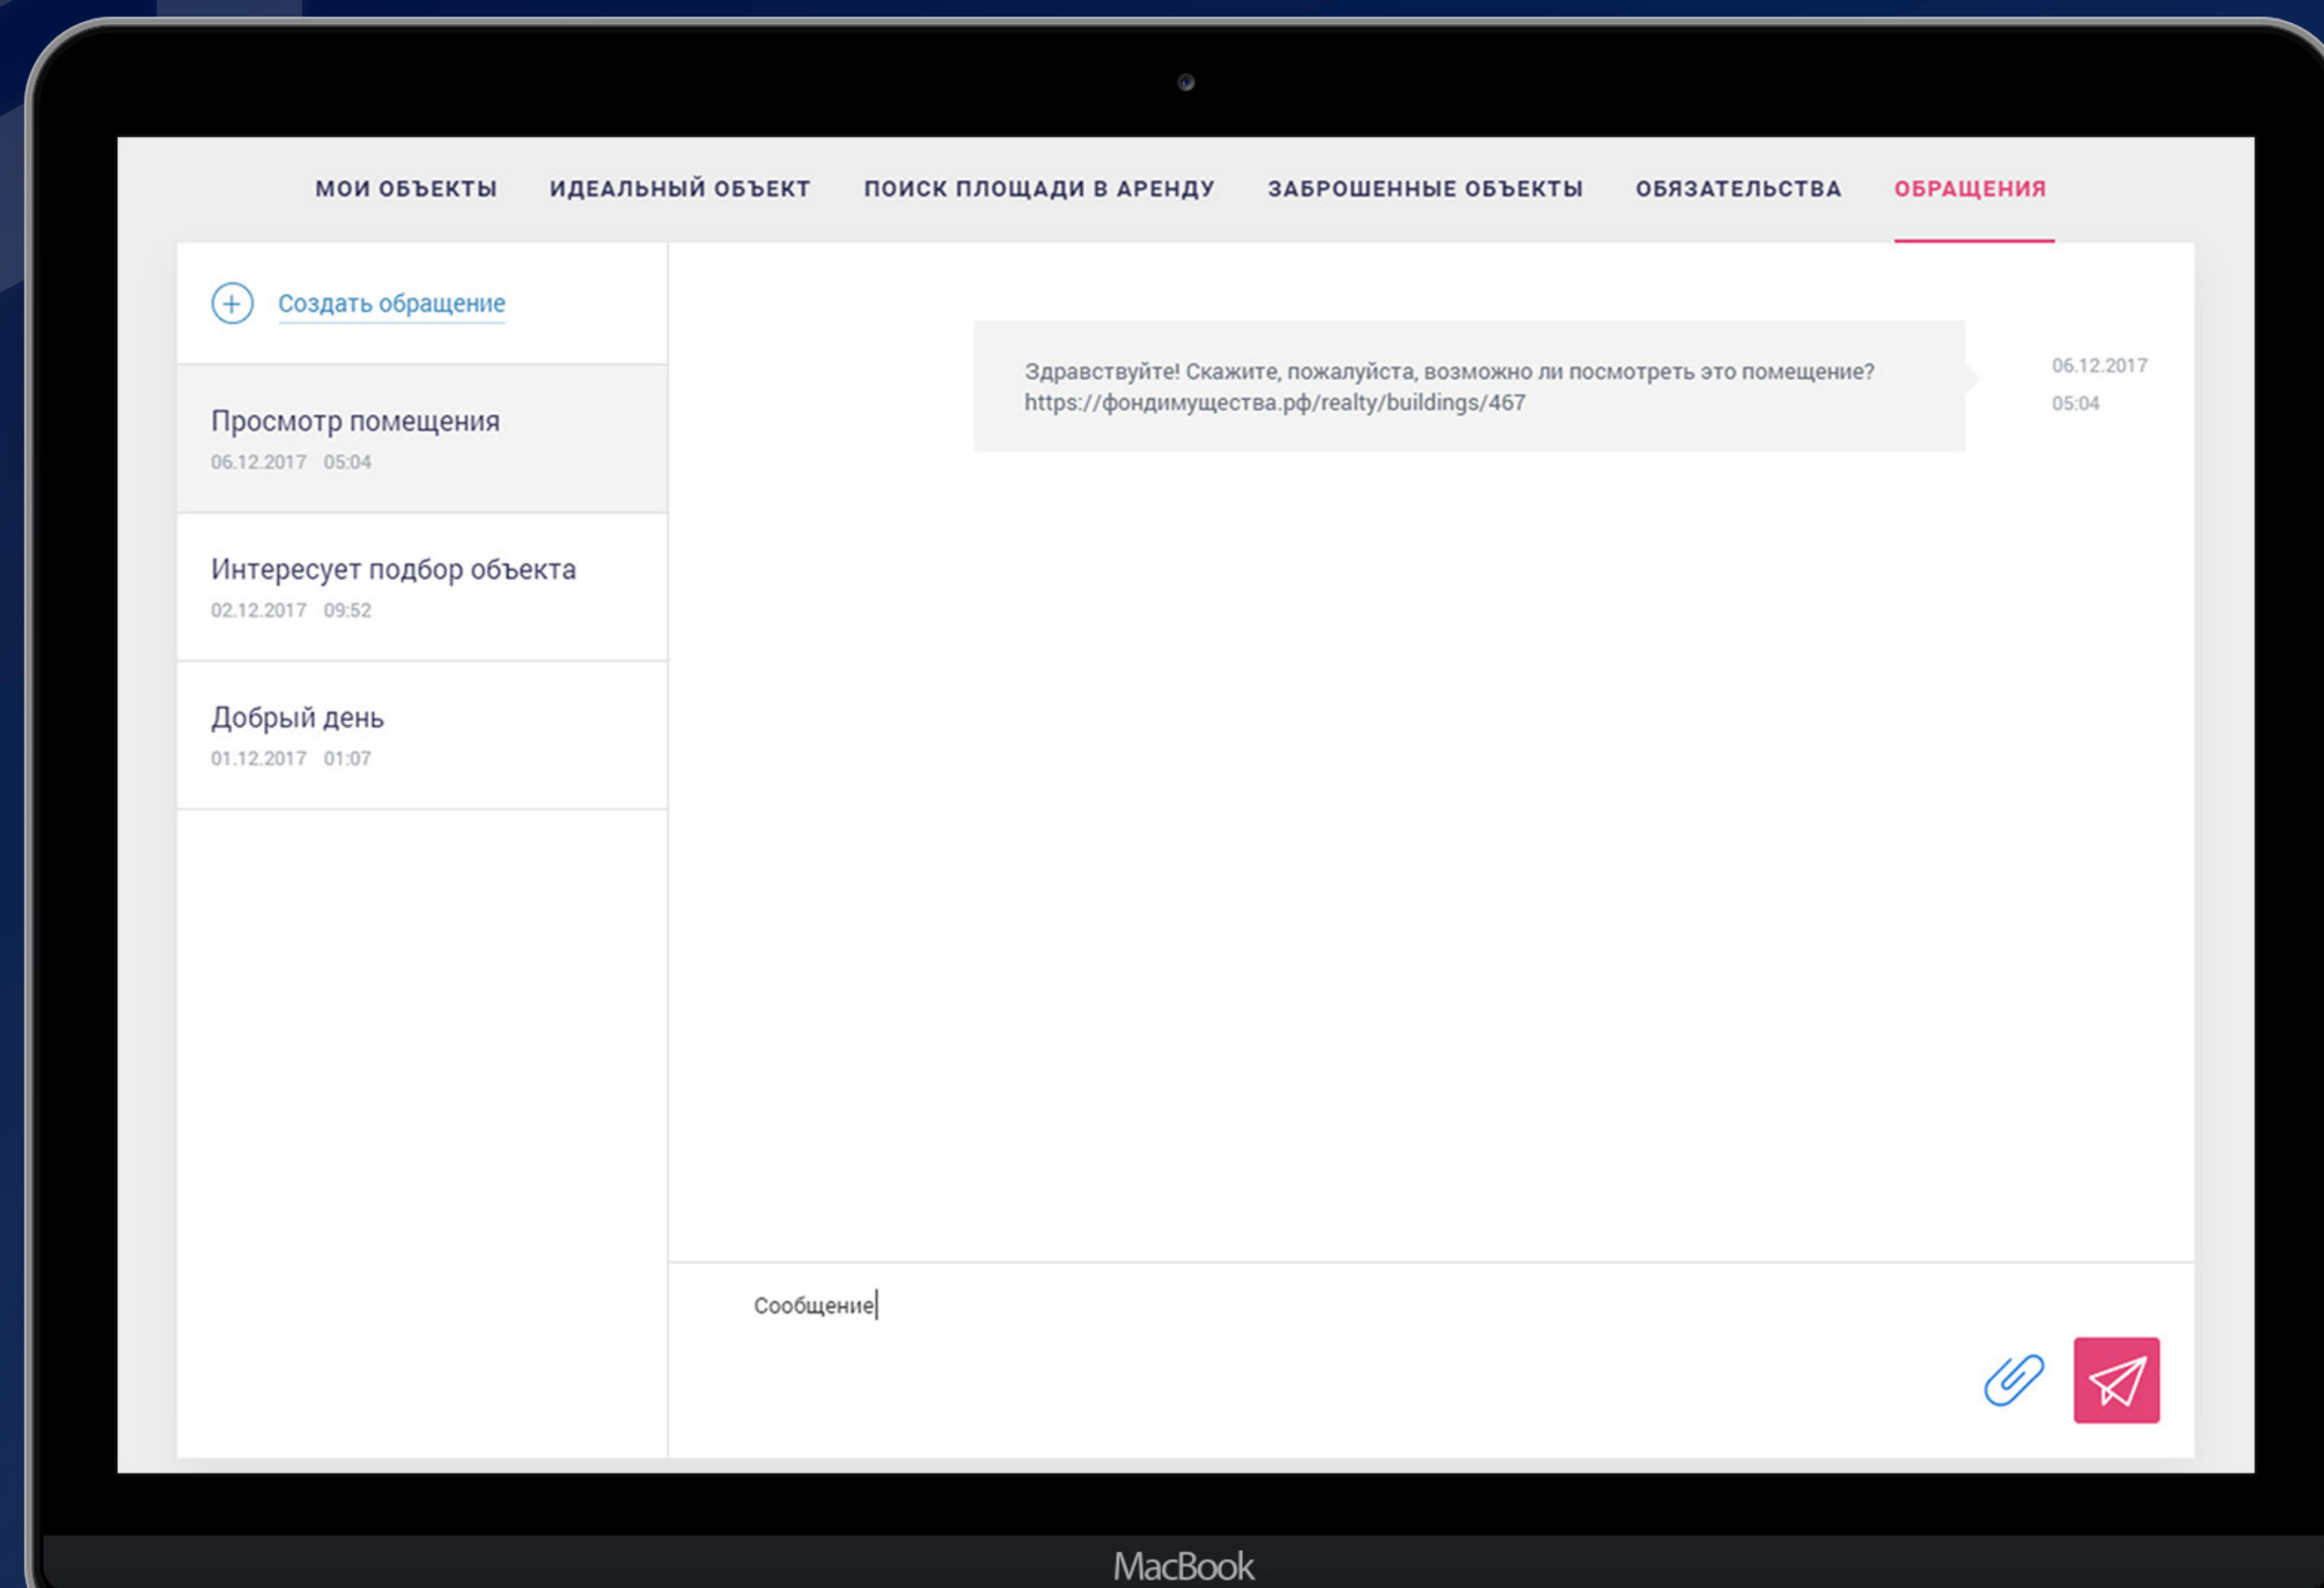 МОИ ОБЪЕКТЫ ИДЕАЛЬНЫЙ ОБЪЕКТ ПОИСК ПЛОЩАДИ В АРЕНДУ ЗАБРОШЕННЫЕ ОБЪЕКТЫ ОБЯЗАТЕЛЬСТВА ОБРАЩЕНИЯ
Создать обращение
Просмотр помещения
06.12.2017 05:04
Интересует подбор объекта
02.12.2017 09:52
Добрый день
01.12.2017 01:07
Здравствуйте! Скажите, пожалуйста, возможно ли посмотреть это помещение?
https://фондимущества.рф/realty/buildings/467
06.12.2017
05:04
Сообщение
MacBook